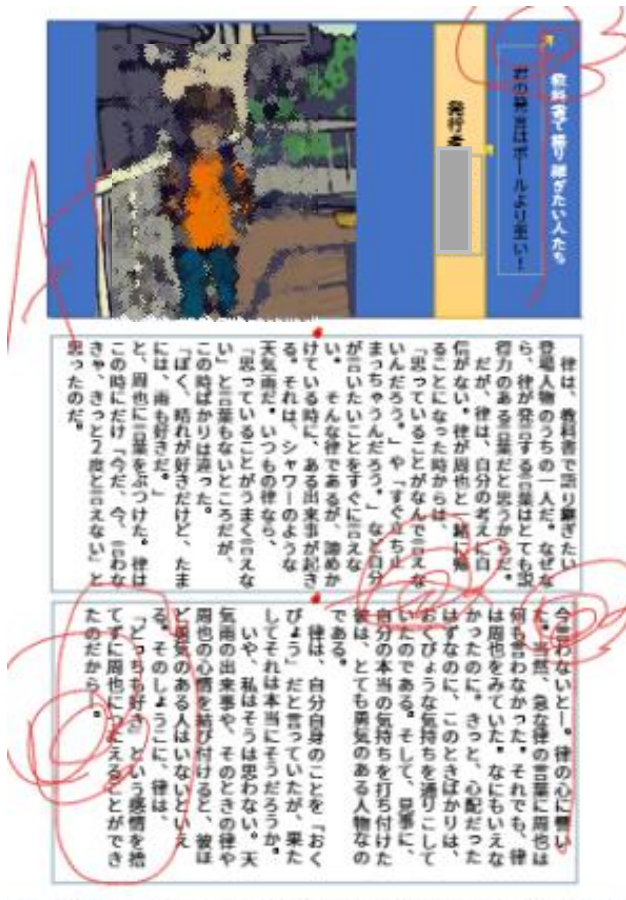 教科書で語り継ぎたい人たち
君の発言はボールより重い！
発行者
律は、教科書で語り継ぎたい
登場人物のうちの一人だ。なぜな
ら、律が発言する言葉はとても説
得力のある言葉だと思うからだ。
だが、律は、自分の考えに自
信がない。律が周也と一緒に帰
ることになった時からは、
「思っていることがなんで言えな
いんだろう。」や「すぐ立ち止
まっちゃうんだろう。」など自分
が言いたいことをすぐに言えな
い。そんな律であるが、諦めか
けている時に、ある出来事が起き
る。それは、シャワーのような
天気雨だ。いつもの律なら、
「思っていることがうまく言えな
い」と言葉もないところだが、
この時ばかりは違った。
「ぼく、晴れが好きだけど、たま
には、雨も好きだ。」
と、周也に言葉をぶつけた。律は
この時にだけ「今だ、今、言わな
きゃ、きっと２度と言えない」と
思ったのだ。
今言わないとー。律の心に響い
た。当然、急な律の言葉に周也は
何も言わなかった。それでも、律
は周也をみていた。なにもいえな
かったのに。きっと、心配だった
はずなのに、このときばかりは、
おくびょうな気持ちを通りこして
いたのである。そして、見事に、
自分の本当の気持ちを打ち付けた
彼は、とても勇気のある人物なの
である。
律は、自分自身のことを「おく
びょう」だと言っていたが、果た
してそれは本当にそうだろうか。
いや、私はそうは思わない。天
気雨の出来事や、そのときの律や
周也の心情を結び付けると、彼ほ
ど勇気のある人はいないといえ
る。そのしょうこに、律は、
「どっちも好き」という感情を捨
てずに周也につたえることができ
たのだからー。